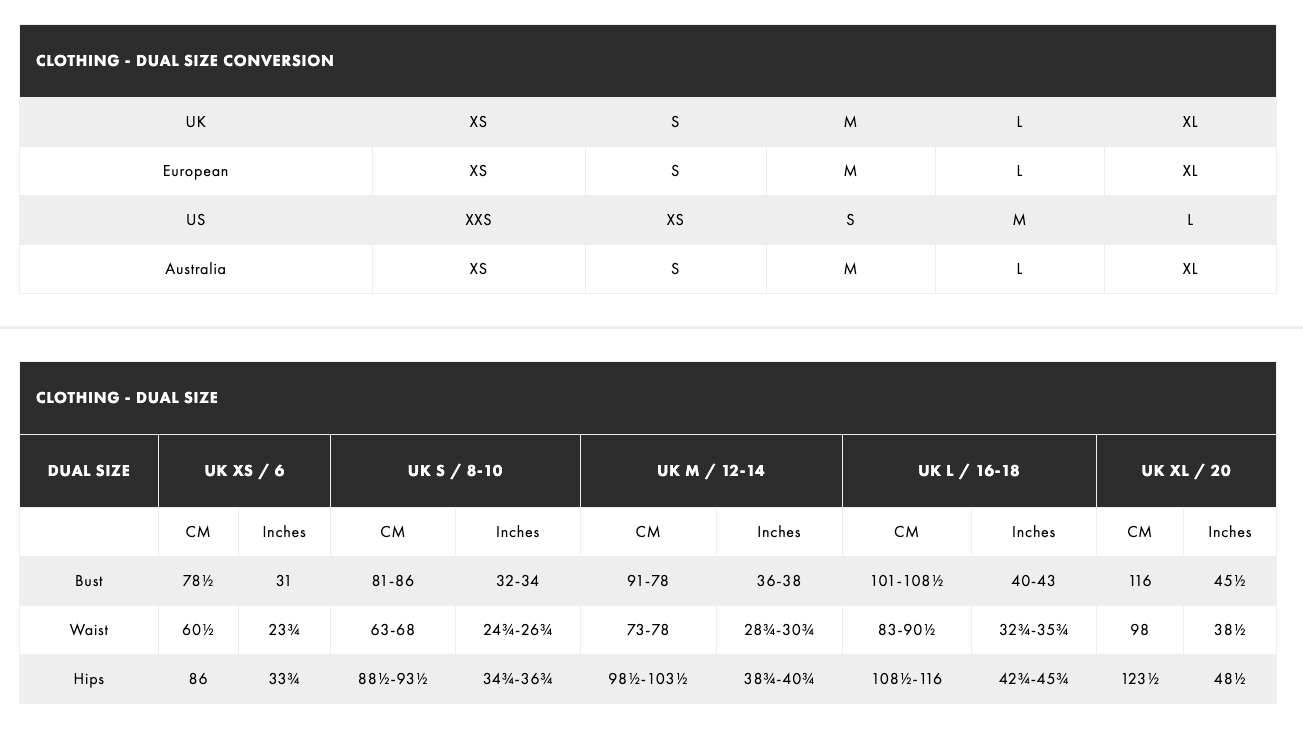 CLOTHING - DUAL SIZE CONVERSION
UK XS S M L XL
European XS S M L XL
US XXS XS S M L
Australia XS S M L XL
CLOTHING - DUAL SIZE
DUAL SIZE UK XS / 6 UK S / 8-10 UK M / 12-14 UK L / 16-18 UK XL / 20
CM Inches CM Inches CM Inches CM Inches CM Inches
Bust 78½ 31 81-86 32-34 91-78 36-38 101-108½ 40-43 116 45½
Waist 60½ 23¾ 63-68 24¾-26¾ 73-78 28¾-30¾ 83-90½ 32¾-35¾ 98 38½
Hips 86 33¾ 88½-93½ 34¾-36¾ 98½-103½ 38¾-40¾ 108½-116 42¾-45¾ 123½ 48½